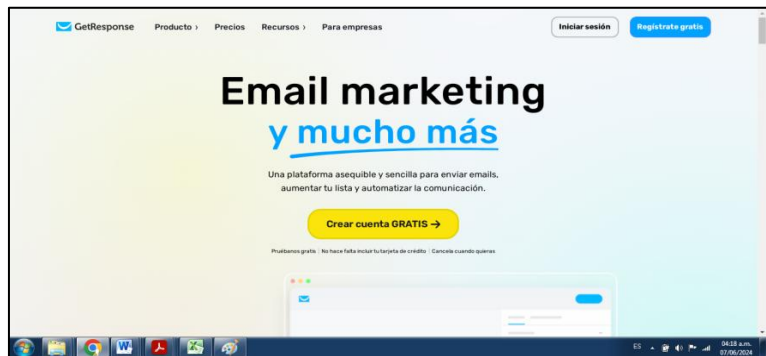 GetResponse Producto › Precios Recursos › Para empresas Iniciar sesión Regístrate gratis
Email marketing
y mucho más
Una plataforma asequible y sencilla para enviar emails,
aumentar tu lista y automatizar la comunicación.
Crear cuenta GRATIS →
Pruébanos gratis | No hace falta incluir tu tarjeta de crédito | Cancela cuando quieras
ES 04:18 a.m.
07/06/2024